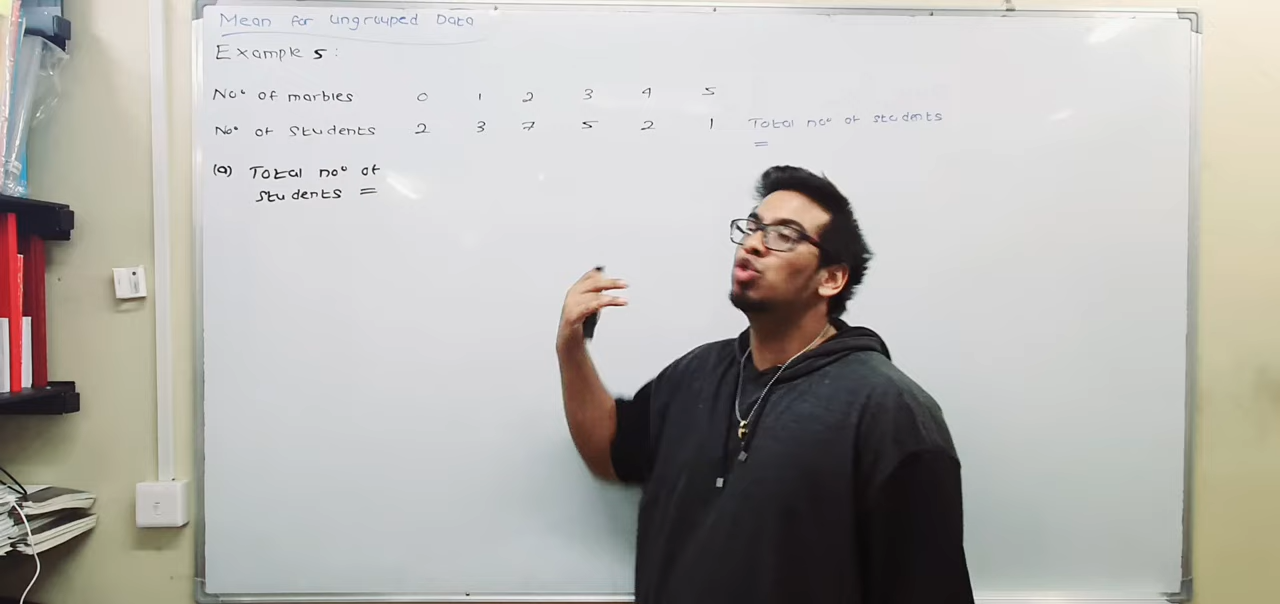 Mean for ungrouped Data
Example 5:
No. of marbles 0 1 2 3 4 5
No. of Students 2 3 7 5 2 1 Total no. of students
=
(a) Total no. of
students =